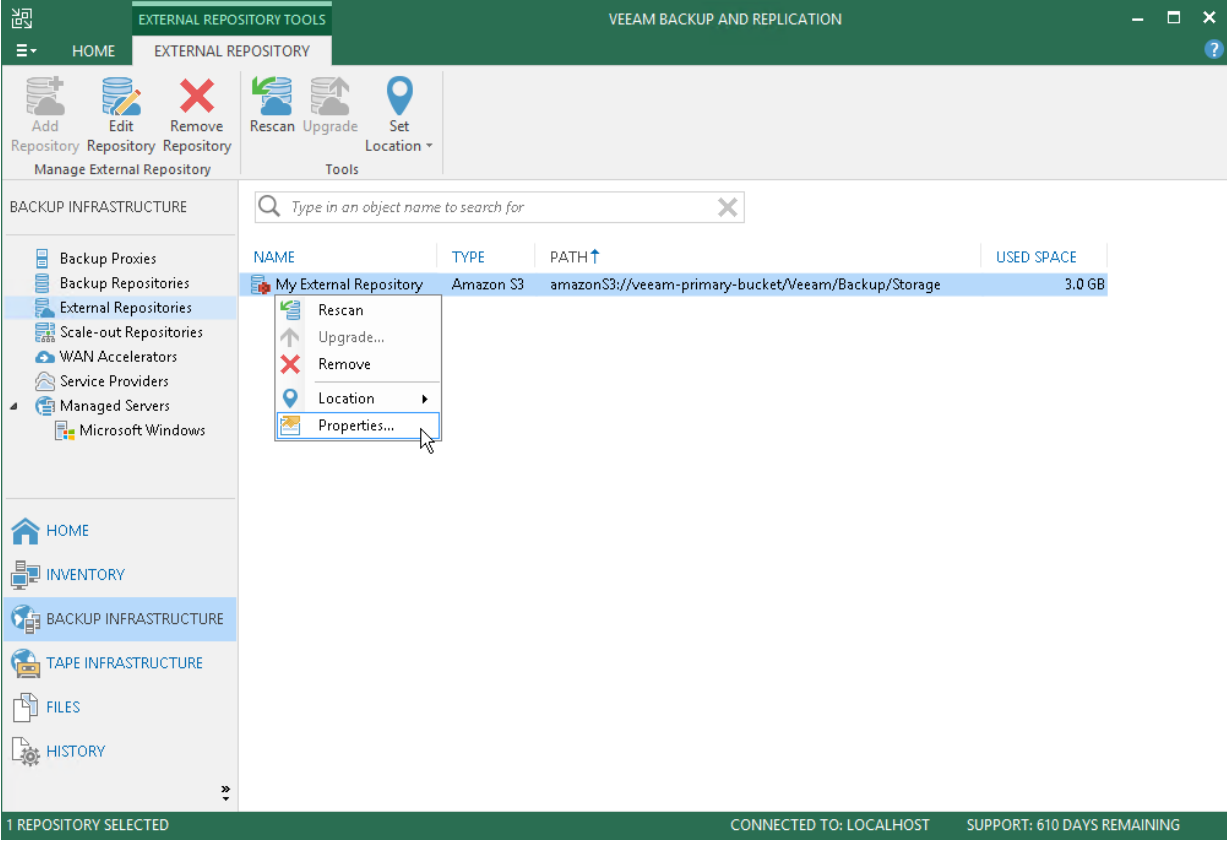 EXTERNAL REPOSITORY TOOLS
VEEAM BACKUP AND REPLICATION
HOME
EXTERNAL REPOSITORY
?
Add Repository
Edit Repository
Remove Repository
Manage External Repository
Rescan
Upgrade
Set Location
Tools
BACKUP INFRASTRUCTURE
Backup Proxies
Backup Repositories
External Repositories
Scale-out Repositories
WAN Accelerators
Service Providers
Managed Servers
Microsoft Windows
HOME
INVENTORY
BACKUP INFRASTRUCTURE
TAPE INFRASTRUCTURE
FILES
HISTORY
Type in an object name to search for
NAME TYPE PATH USED SPACE
My External Repository Amazon S3 amazonS3://veeam-primary-bucket/Veeam/Backup/Storage 3.0 GB
Rescan
Upgrade...
Remove
Location
Properties...
1 REPOSITORY SELECTED
CONNECTED TO: LOCALHOST
SUPPORT: 610 DAYS REMAINING